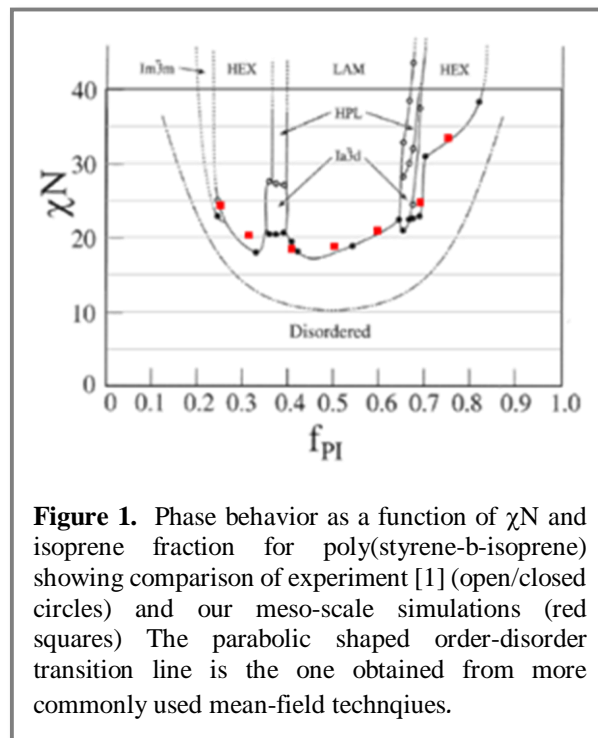 Im3̄m HEX LAM HEX
HPL
Ia3̄d
Disordered
χN
40
30
20
10
0
0 0.1 0.2 0.3 0.4 0.5 0.6 0.7 0.8 0.9 1.0
fPI
Figure 1. Phase behavior as a function of χN and
isoprene fraction for poly(styrene-b-isoprene)
showing comparison of experiment [1] (open/closed
circles) and our meso-scale simulations (red
squares) The parabolic shaped order-disorder
transition line is the one obtained from more
commonly used mean-field technqiues.